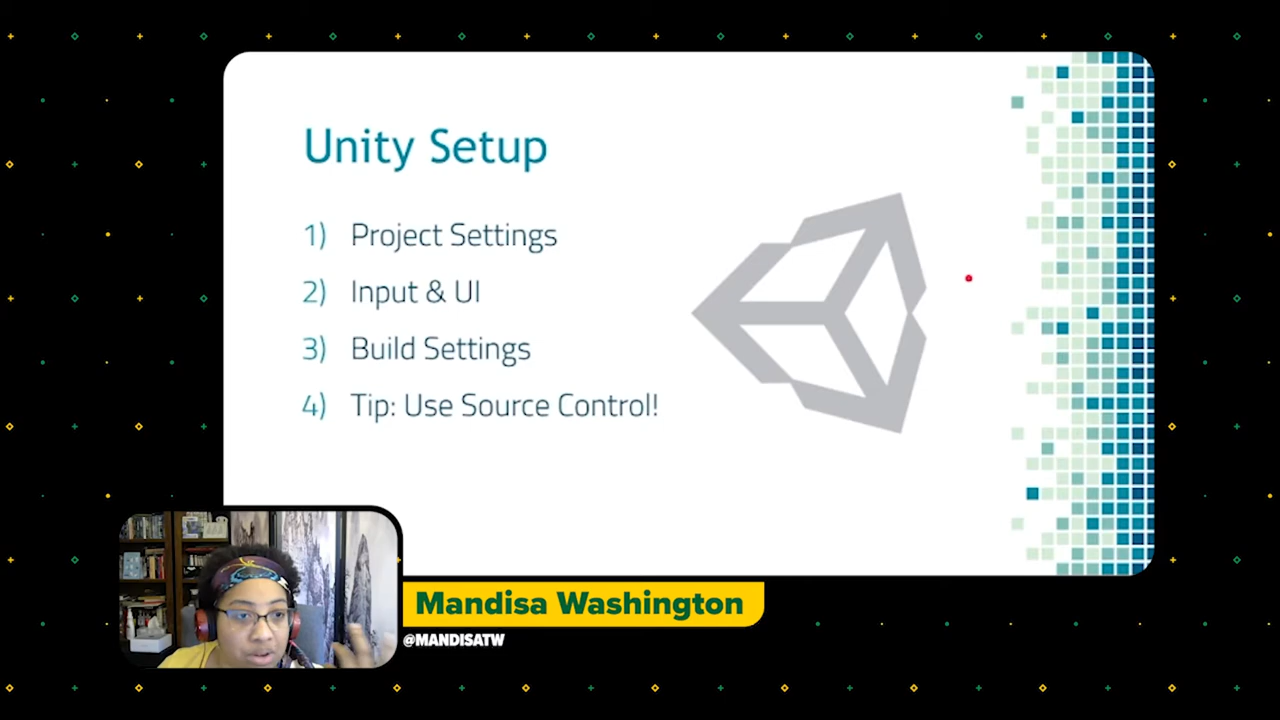 Unity Setup
1) Project Settings
2) Input & UI
3) Build Settings
4) Tip: Use Source Control!
Mandisa Washington
@MANDISATW